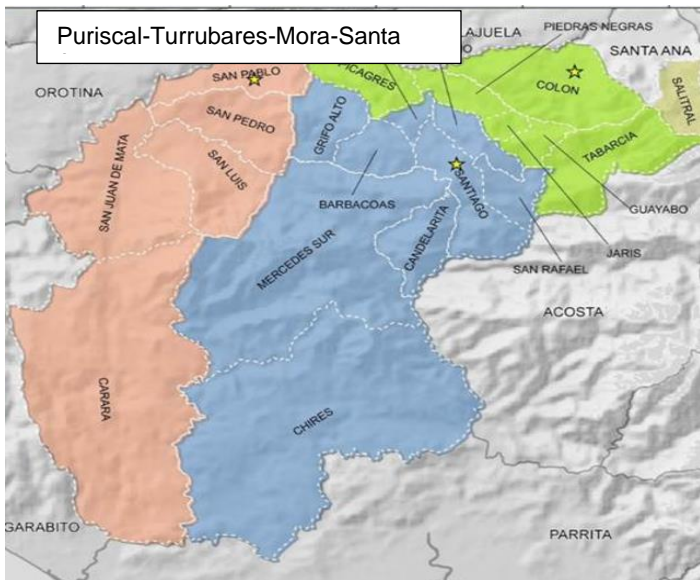 Puriscal-Turrubares-Mora-Santa
PIEDRAS NEGRAS
AJUELA
SANTA ANA
PICAGRES
SAN PABLO
COLON
OROTINA
SALITRAL
SAN PEDRO
GRIFO ALTO
TABARCIA
SAN LUIS
SAN JUAN DE MATA
BARBACOAS
SANTIAGO
GUAYABO
CANDELARITA
MERCEDES SUR
JARIS
SAN RAFAEL
ACOSTA
CARARA
CHIRES
GARABITO
PARRITA